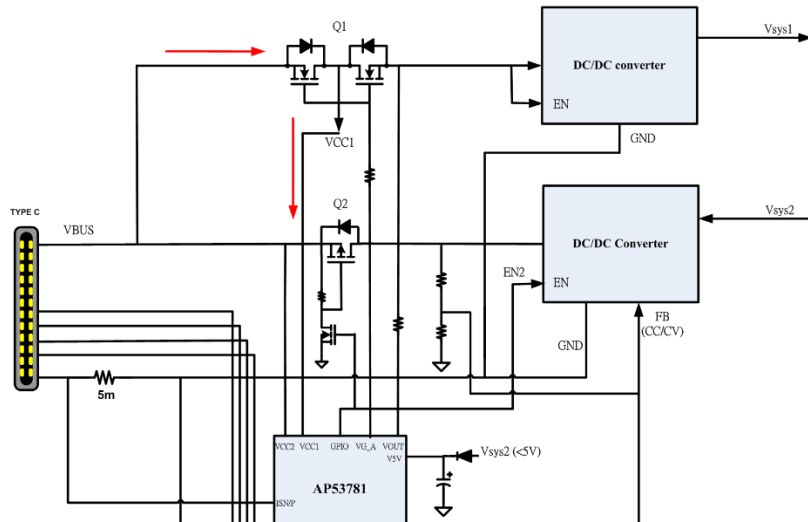 Q1
Vsys1
DC/DC converter
EN
GND
VCC1
TYPE C
VBUS
Q2
Vsys2
DC/DC Converter
EN2
EN
FB
(CC/CV)
GND
5m
VCC2 VCC1 GPIO VG_A VOUT
V5V
Vsys2 (<5V)
AP53781
ISN/P